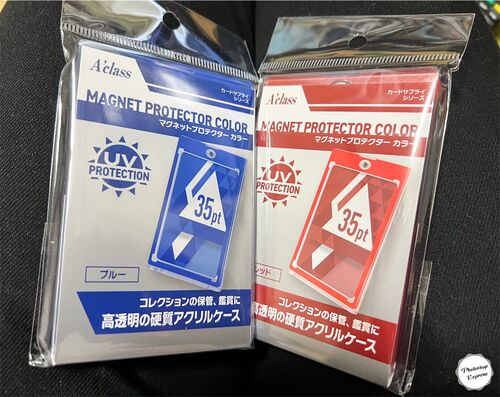 A'class
カードサプライ
シリーズ
MAGNET PROTECTOR COLOR
マグネットプロテクター カラー
UV
PROTECTION
35pt
ブルー
コレクションの保管、鑑賞に
高透明の硬質アクリルケース
A'class
カードサプライ
シリーズ
MAGNET PROTECTOR COLOR
マグネットプロテクター カラー
UV
PROTECTION
35pt
レッド
コレクションの保管、鑑賞に
高透明の硬質アクリルケース
Photoshop
Express